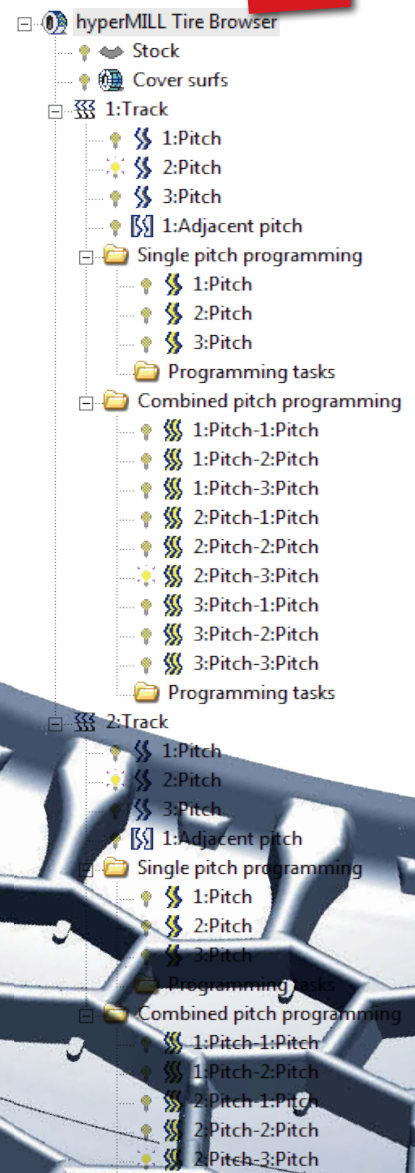 hyperMILL Tire Browser
Stock
Cover surfs
1:Track
1:Pitch
2:Pitch
3:Pitch
1:Adjacent pitch
Single pitch programming
1:Pitch
2:Pitch
3:Pitch
Programming tasks
Combined pitch programming
1:Pitch-1:Pitch
1:Pitch-2:Pitch
1:Pitch-3:Pitch
2:Pitch-1:Pitch
2:Pitch-2:Pitch
2:Pitch-3:Pitch
3:Pitch-1:Pitch
3:Pitch-2:Pitch
3:Pitch-3:Pitch
Programming tasks
2:Track
1:Pitch
2:Pitch
3:Pitch
1:Adjacent pitch
Single pitch programming
1:Pitch
2:Pitch
3:Pitch
Programming tasks
Combined pitch programming
1:Pitch-1:Pitch
1:Pitch-2:Pitch
2:Pitch-1:Pitch
2:Pitch-2:Pitch
2:Pitch-3:Pitch